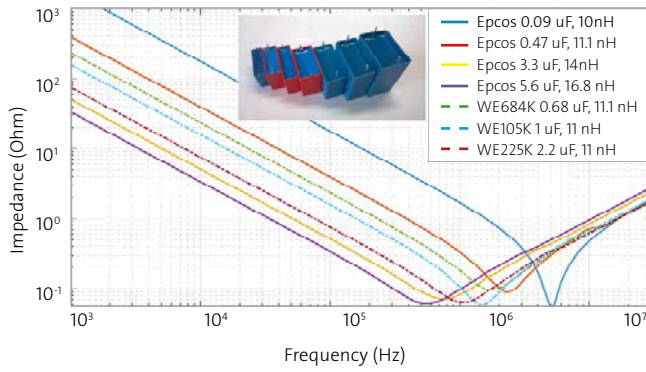 10³
10²
10¹
10⁰
10⁻¹
Impedance (Ohm)
Epcos 0.09 uF, 10nH
Epcos 0.47 uF, 11.1 nH
Epcos 3.3 uF, 14nH
Epcos 5.6 uF, 16.8 nH
WE684K 0.68 uF, 11.1 nH
WE105K 1 uF, 11 nH
WE225K 2.2 uF, 11 nH
10³ 10⁴ 10⁵ 10⁶ 10⁷
Frequency (Hz)